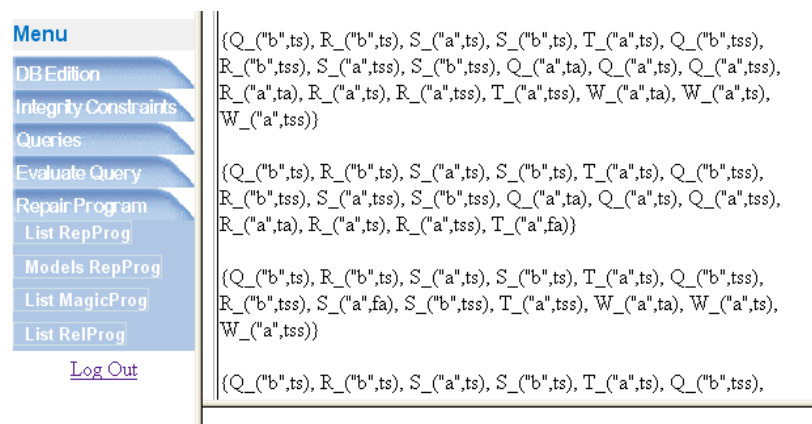 Menu
DB Edition
Integrity Constraints
Queries
Evaluate Query
Repair Program
List RepProg
Models RepProg
List MagicProg
List RelProg
Log Out
{Q_("b",ts), R_("b",ts), S_("a",ts), S_("b",ts), T_("a",ts), Q_("b",tss),
R_("b",tss), S_("a",tss), S_("b",tss), Q_("a",ta), Q_("a",ts), Q_("a",tss),
R_("a",ta), R_("a",ts), R_("a",tss), T_("a",tss), W_("a",ta), W_("a",ts),
W_("a",tss)}
{Q_("b",ts), R_("b",ts), S_("a",ts), S_("b",ts), T_("a",ts), Q_("b",tss),
R_("b",tss), S_("a",tss), S_("b",tss), Q_("a",ta), Q_("a",ts), Q_("a",tss),
R_("a",ta), R_("a",ts), R_("a",tss), T_("a",fa)}
{Q_("b",ts), R_("b",ts), S_("a",ts), S_("b",ts), T_("a",ts), Q_("b",tss),
R_("b",tss), S_("a",fa), S_("b",tss), T_("a",tss), W_("a",ta), W_("a",ts),
W_("a",tss)}
{Q_("b",ts), R_("b",ts), S_("a",ts), S_("b",ts), T_("a",ts), Q_("b",tss),